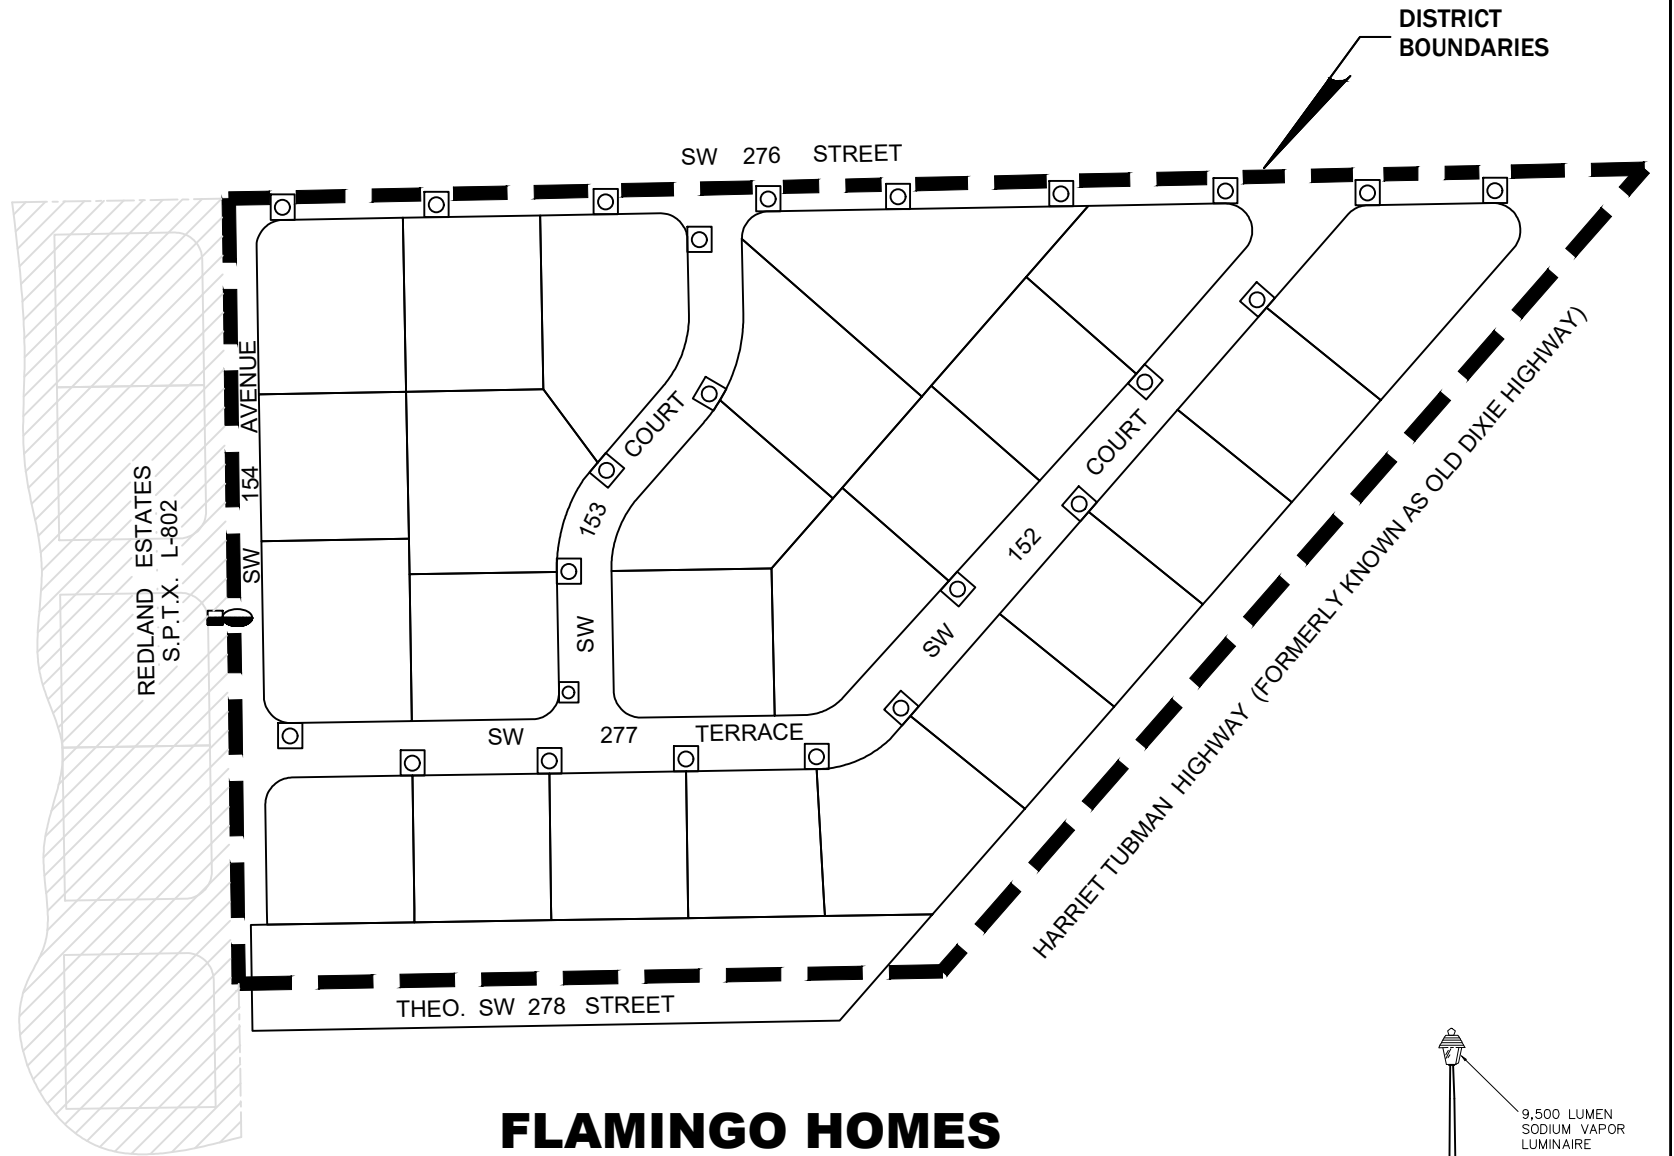 DISTRICT
BOUNDARIES
SW 276 STREET
SW 154 AVENUE
REDLAND ESTATES
S.P.T.X. L-802
SW 153 COURT
SW 152 COURT
SW 277 TERRACE
HARRIET TUBMAN HIGHWAY (FORMERLY KNOWN AS OLD DIXIE HIGHWAY)
THEO. SW 278 STREET
FLAMINGO HOMES
9,500 LUMEN
SODIUM VAPOR
LUMINAIRE